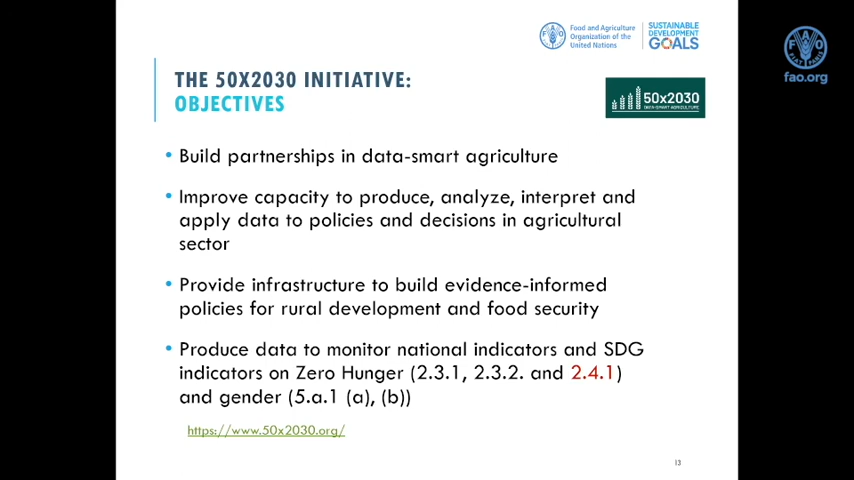 Food and Agriculture
Organization of the
United Nations
SUSTAINABLE
DEVELOPMENT
GOALS
FAO
FIAT PANIS
fao.org
THE 50X2030 INITIATIVE:
OBJECTIVES
50x2030
DATA-SMART AGRICULTURE
• Build partnerships in data-smart agriculture
• Improve capacity to produce, analyze, interpret and
apply data to policies and decisions in agricultural
sector
• Provide infrastructure to build evidence-informed
policies for rural development and food security
• Produce data to monitor national indicators and SDG
indicators on Zero Hunger (2.3.1, 2.3.2. and 2.4.1)
and gender (5.a.1 (a), (b))
https://www.50x2030.org/
13